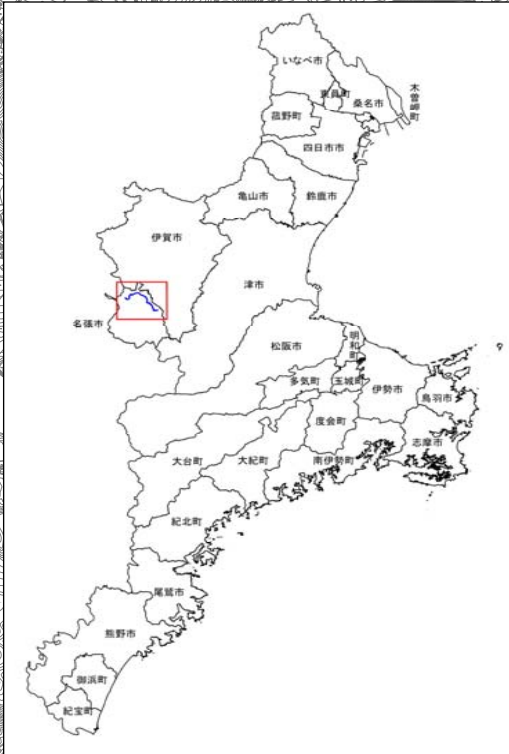 いなべ市
東員町
桑名市
木曽岬町
菰野町
四日市市
亀山市
鈴鹿市
伊賀市
津市
名張市
松阪市
明和町
多気町
玉城町
伊勢市
鳥羽市
度会町
志摩市
大台町
大紀町
南伊勢町
紀北町
尾鷲市
熊野市
御浜町
紀宝町